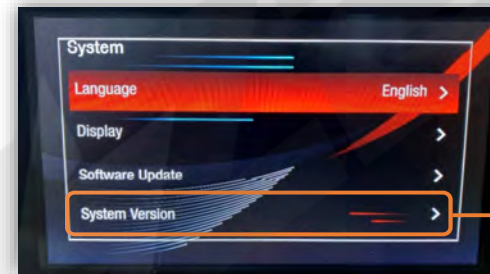 System
Language English
Display
Software Update
System Version